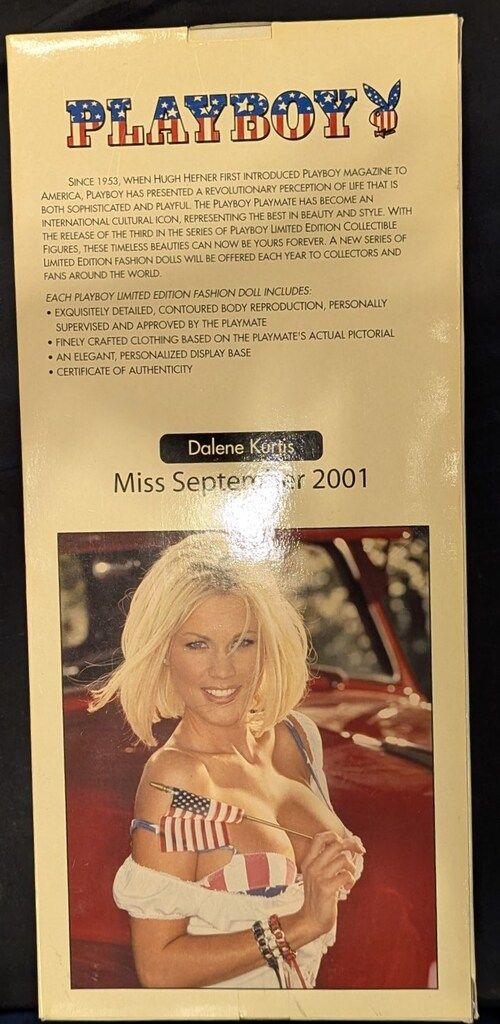 PLAYBOY
SINCE 1953, WHEN HUGH HEFNER FIRST INTRODUCED PLAYBOY MAGAZINE TO
AMERICA, PLAYBOY HAS PRESENTED A REVOLUTIONARY PERCEPTION OF LIFE THAT IS
BOTH SOPHISTICATED AND PLAYFUL. THE PLAYBOY PLAYMATE HAS BECOME AN
INTERNATIONAL CULTURAL ICON, REPRESENTING THE BEST IN BEAUTY AND STYLE. WITH
THE RELEASE OF THE THIRD IN THE SERIES OF PLAYBOY LIMITED EDITION COLLECTIBLE
FIGURES, THESE TIMELESS BEAUTIES CAN NOW BE YOURS FOREVER. A NEW SERIES OF
LIMITED EDITION FASHION DOLLS WILL BE OFFERED EACH YEAR TO COLLECTORS AND
FANS AROUND THE WORLD.
EACH PLAYBOY LIMITED EDITION FASHION DOLL INCLUDES:
• EXQUISITELY DETAILED, CONTOURED BODY REPRODUCTION, PERSONALLY
SUPERVISED AND APPROVED BY THE PLAYMATE
• FINELY CRAFTED CLOTHING BASED ON THE PLAYMATE'S ACTUAL PICTORIAL
• AN ELEGANT, PERSONALIZED DISPLAY BASE
• CERTIFICATE OF AUTHENTICITY
Dalene Kurtis
Miss September 2001